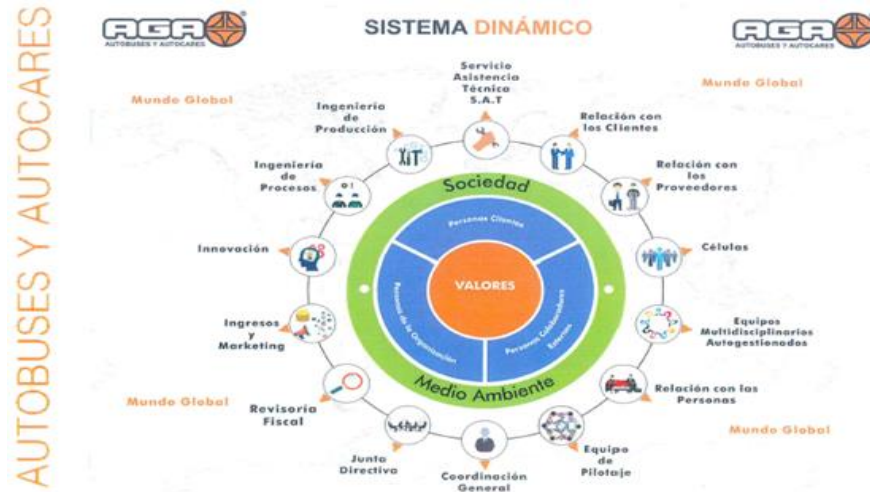 AUTOBUSES Y AUTOCARES
AGA
AUTOBUSES Y AUTOCARES
SISTEMA DINÁMICO
AGA
AUTOBUSES Y AUTOCARES
Mundo Global
Mundo Global
Servicio
Asistencia
Técnica
S.A.T
Relación con
los Clientes
Relación con
los
Proveedores
Células
Equipos
Multidisciplinarios
Autogestionados
Relación con las
Personas
Equipo
de
Pilotaje
Coordinación
General
Junta
Directiva
Revisoría
Fiscal
Ingresos
y
Marketing
Innovación
Ingeniería
de
Procesos
Ingeniería
de
Producción
Sociedad
Personas Clientes
VALORES
Personas de la Organización
Personas Colaboradores
Externos
Medio Ambiente
Mundo Global
Mundo Global